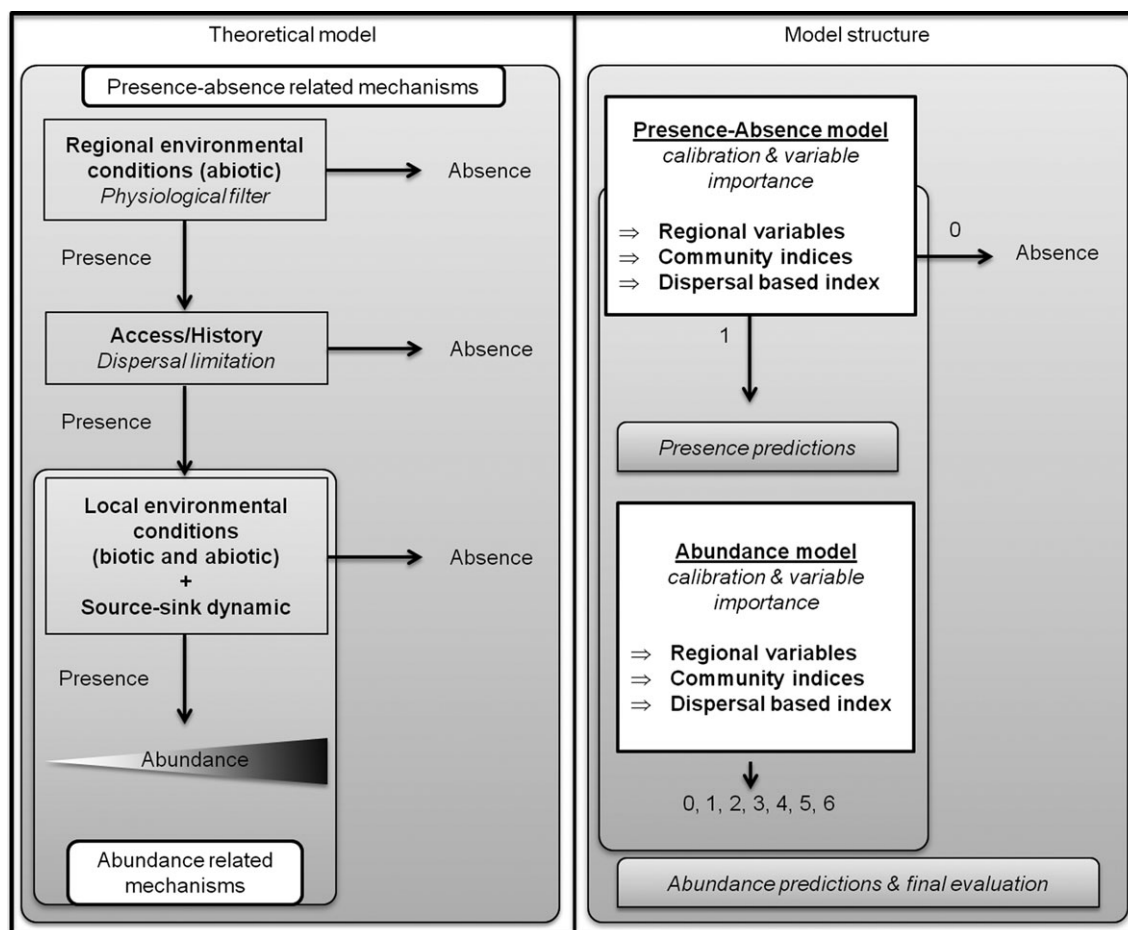 Theoretical model
Presence-absence related mechanisms
Regional environmental
conditions (abiotic)
Physiological filter
Absence
Presence
Access/History
Dispersal limitation
Absence
Presence
Local environmental
conditions
(biotic and abiotic)
+
Source-sink dynamic
Absence
Presence
Abundance
Abundance related
mechanisms
Model structure
Presence-Absence model
calibration & variable
importance
⇒ Regional variables
⇒ Community indices
⇒ Dispersal based index
0
Absence
1
Presence predictions
Abundance model
calibration & variable
importance
⇒ Regional variables
⇒ Community indices
⇒ Dispersal based index
0, 1, 2, 3, 4, 5, 6
Abundance predictions & final evaluation